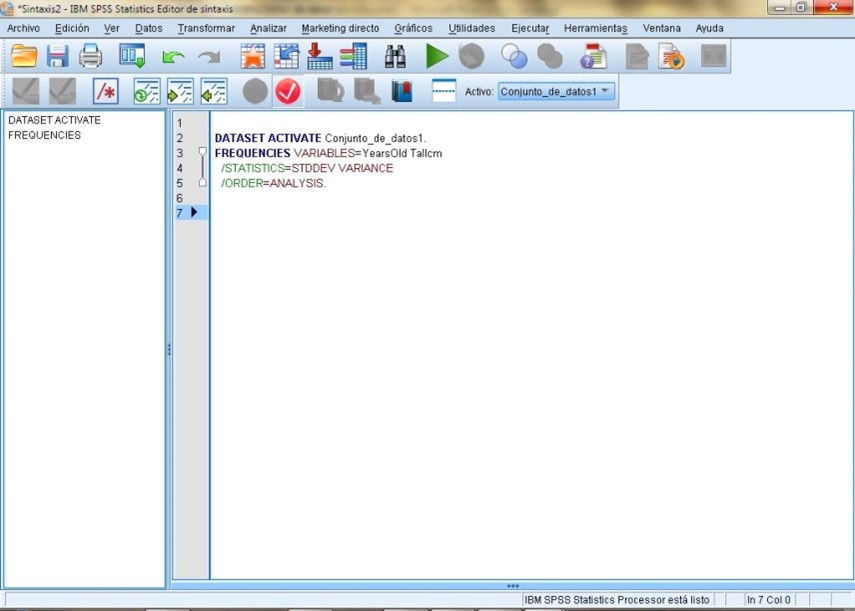 *Sintaxis2 - IBM SPSS Statistics Editor de sintaxis
Archivo Edición Ver Datos Transformar Analizar Marketing directo Gráficos Utilidades Ejecutar Herramientas Ventana Ayuda
Activo: Conjunto_de_datos1
DATASET ACTIVATE
FREQUENCIES
1
2 DATASET ACTIVATE Conjunto_de_datos1.
3 FREQUENCIES VARIABLES=YearsOld Tallcm
4 /STATISTICS=STDDEV VARIANCE
5 /ORDER=ANALYSIS.
6
7
IBM SPSS Statistics Processor está listo In 7 Col 0